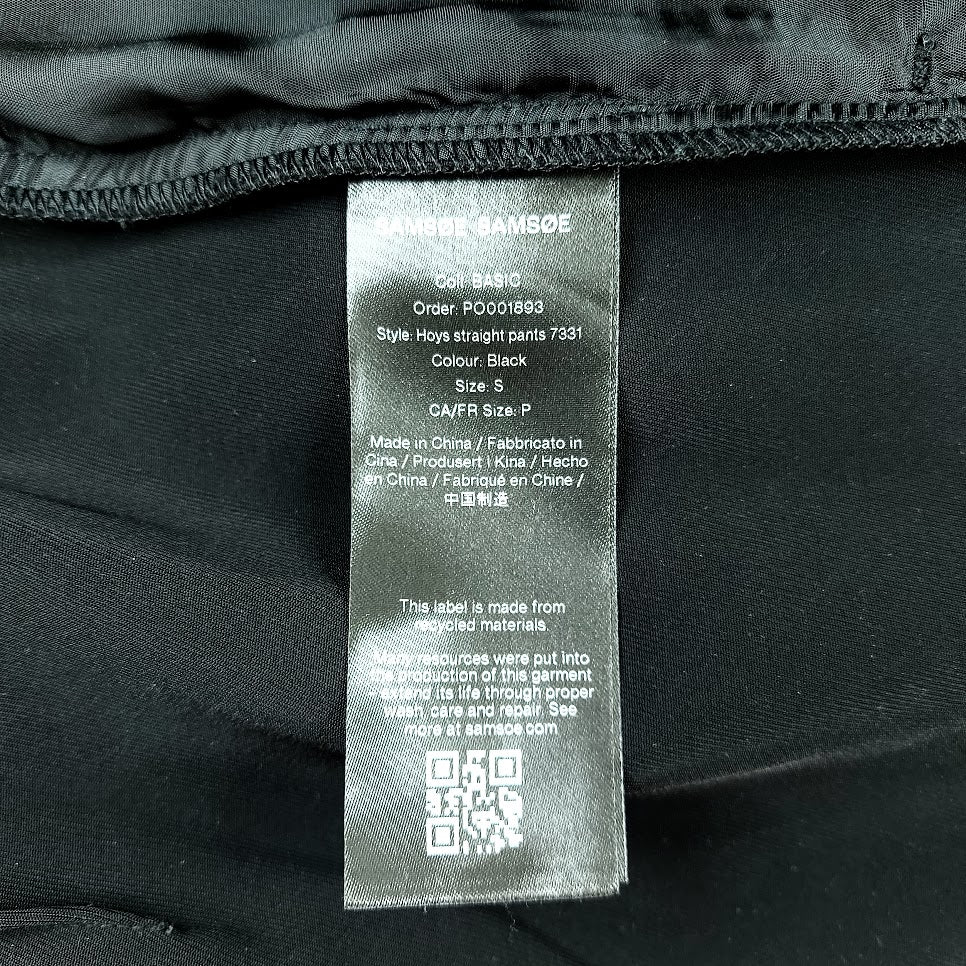 SAMSØE SAMSØE
Coll: BASIC
Order: PO001893
Style: Hoys straight pants 7331
Colour: Black
Size: S
CA/FR Size: P
Made in China / Fabbricato in
Cina / Produsert i Kina / Hecho
en China / Fabriqué en Chine /
中国制造
This label is made from
recycled materials.
Many resources were put into
the production of this garment
- extend its life through proper
wash, care and repair. See
more at samsoe.com